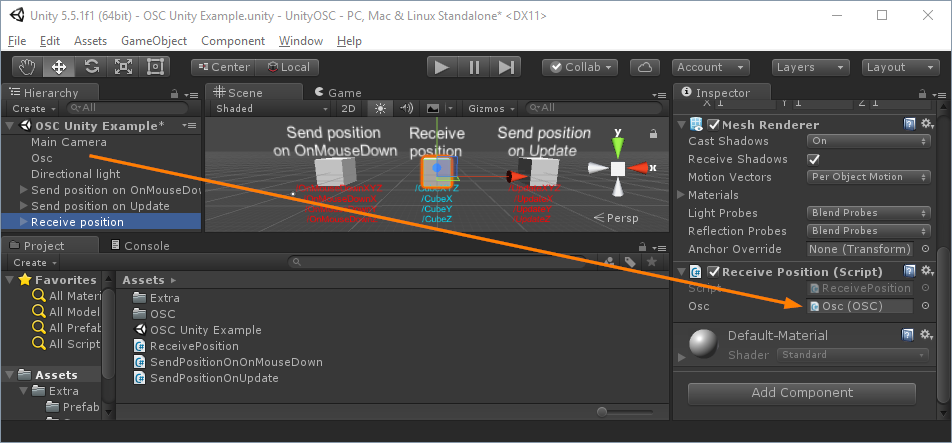 Unity 5.5.1f1 (64bit) - OSC Unity Example.unity - UnityOSC - PC, Mac & Linux Standalone* <DX11>
File Edit Assets GameObject Component Window Help
Center Local Collab Account Layers Layout
Hierarchy
Create All
OSC Unity Example*
Main Camera
Osc
Directional light
Send position on OnMouseDow
Send position on Update
Receive position
Scene Game
Shaded 2D Gizmos All
Send position
on OnMouseDown
Receive
position
Send position
on Update
/CubeX
/CubeY
/CubeZ
y
x
Persp
Project Console
Create
Favorites
All Materi
All Model
All Prefab
All Script
Assets
Extra
Prefab
Assets
Extra
OSC
OSC Unity Example
ReceivePosition
SendPositionOnOnMouseDown
SendPositionOnUpdate
Inspector
X 1 Y 1 Z 1
Mesh Renderer
Cast Shadows On
Receive Shadows
Motion Vectors Per Object Motion
Materials
Light Probes Blend Probes
Reflection Probes Blend Probes
Anchor Override None (Transform)
Receive Position (Script)
Script ReceivePosition
Osc Osc (OSC)
Default-Material
Shader Standard
Add Component